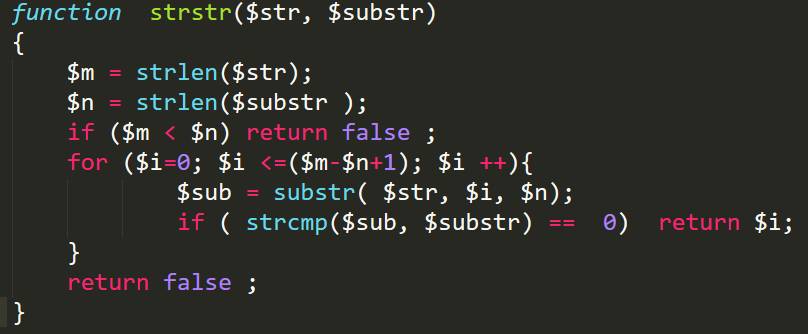 function  strstr($str, $substr)
{
    $m = strlen($str);
    $n = strlen($substr );
    if ($m < $n) return false ;
    for ($i=0; $i <=($m-$n+1); $i ++){
            $sub = substr( $str, $i, $n);
            if ( strcmp($sub, $substr) ==  0)  return $i;
    }
    return false ;
}